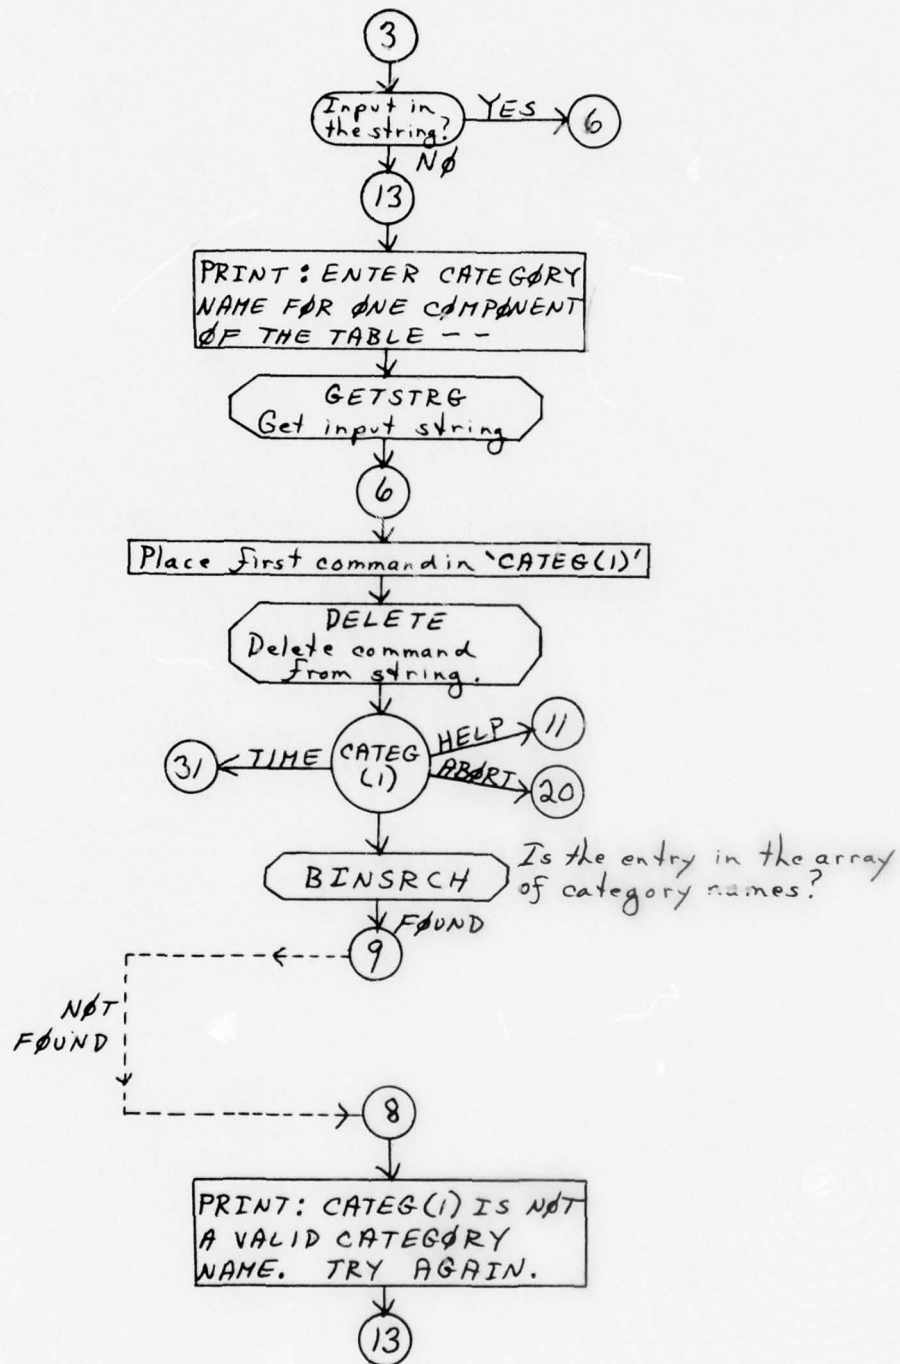 3
Input in
the string?
YES
6
NØ
13
PRINT: ENTER CATEGØRY
NAME FØR ØNE CØMPØNENT
ØF THE TABLE --
GETSTRG
Get input string
6
Place first command in 'CATEG(1)'
DELETE
Delete command
from string.
CATEG
(1)
HELP
11
TIME
31
ABØRT
20
BINSRCH
Is the entry in the array
of category names?
FØUND
9
NØT
FØUND
8
PRINT: CATEG(1) IS NØT
A VALID CATEGØRY
NAME. TRY AGAIN.
13